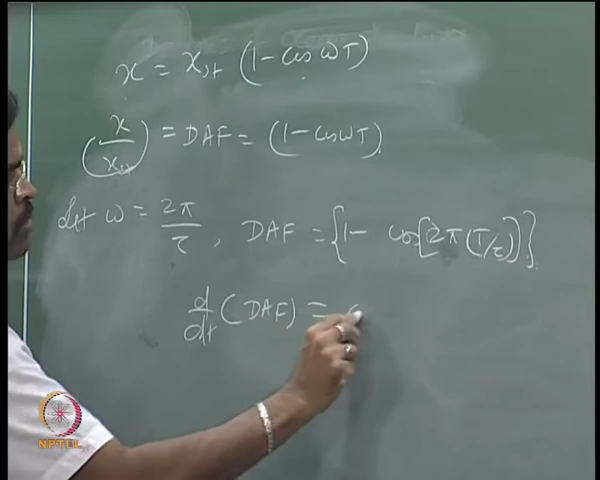 x = x_st (1 - cos ωT)
(x / x_st) = DAF = (1 - cos ωT).
Let ω = 2π / τ , DAF = {1 - cos[2π(T/τ)]}.
d/dt (DAF) =
NPTEL